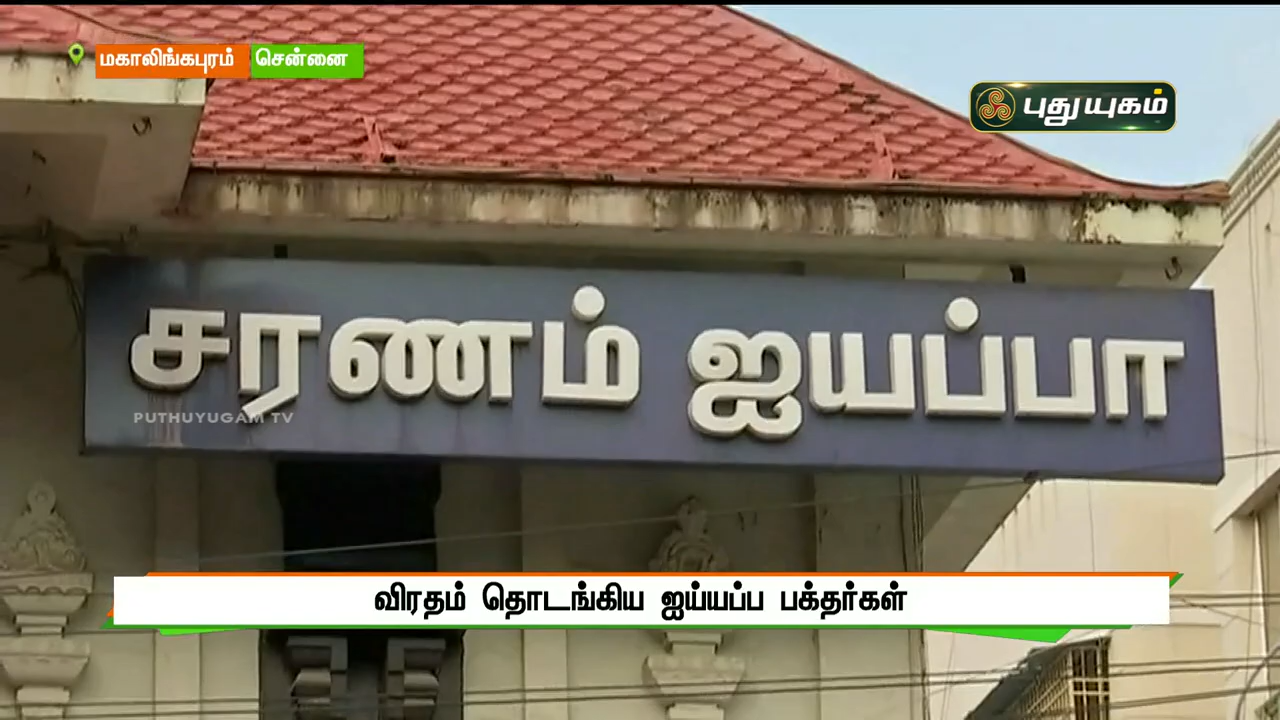 மகாலிங்கபுரம் சென்னை
புதுயுகம்
சரணம் ஐயப்பா
PUTHUYUGAM TV
விரதம் தொடங்கிய ஐய்யப்ப பக்தர்கள்